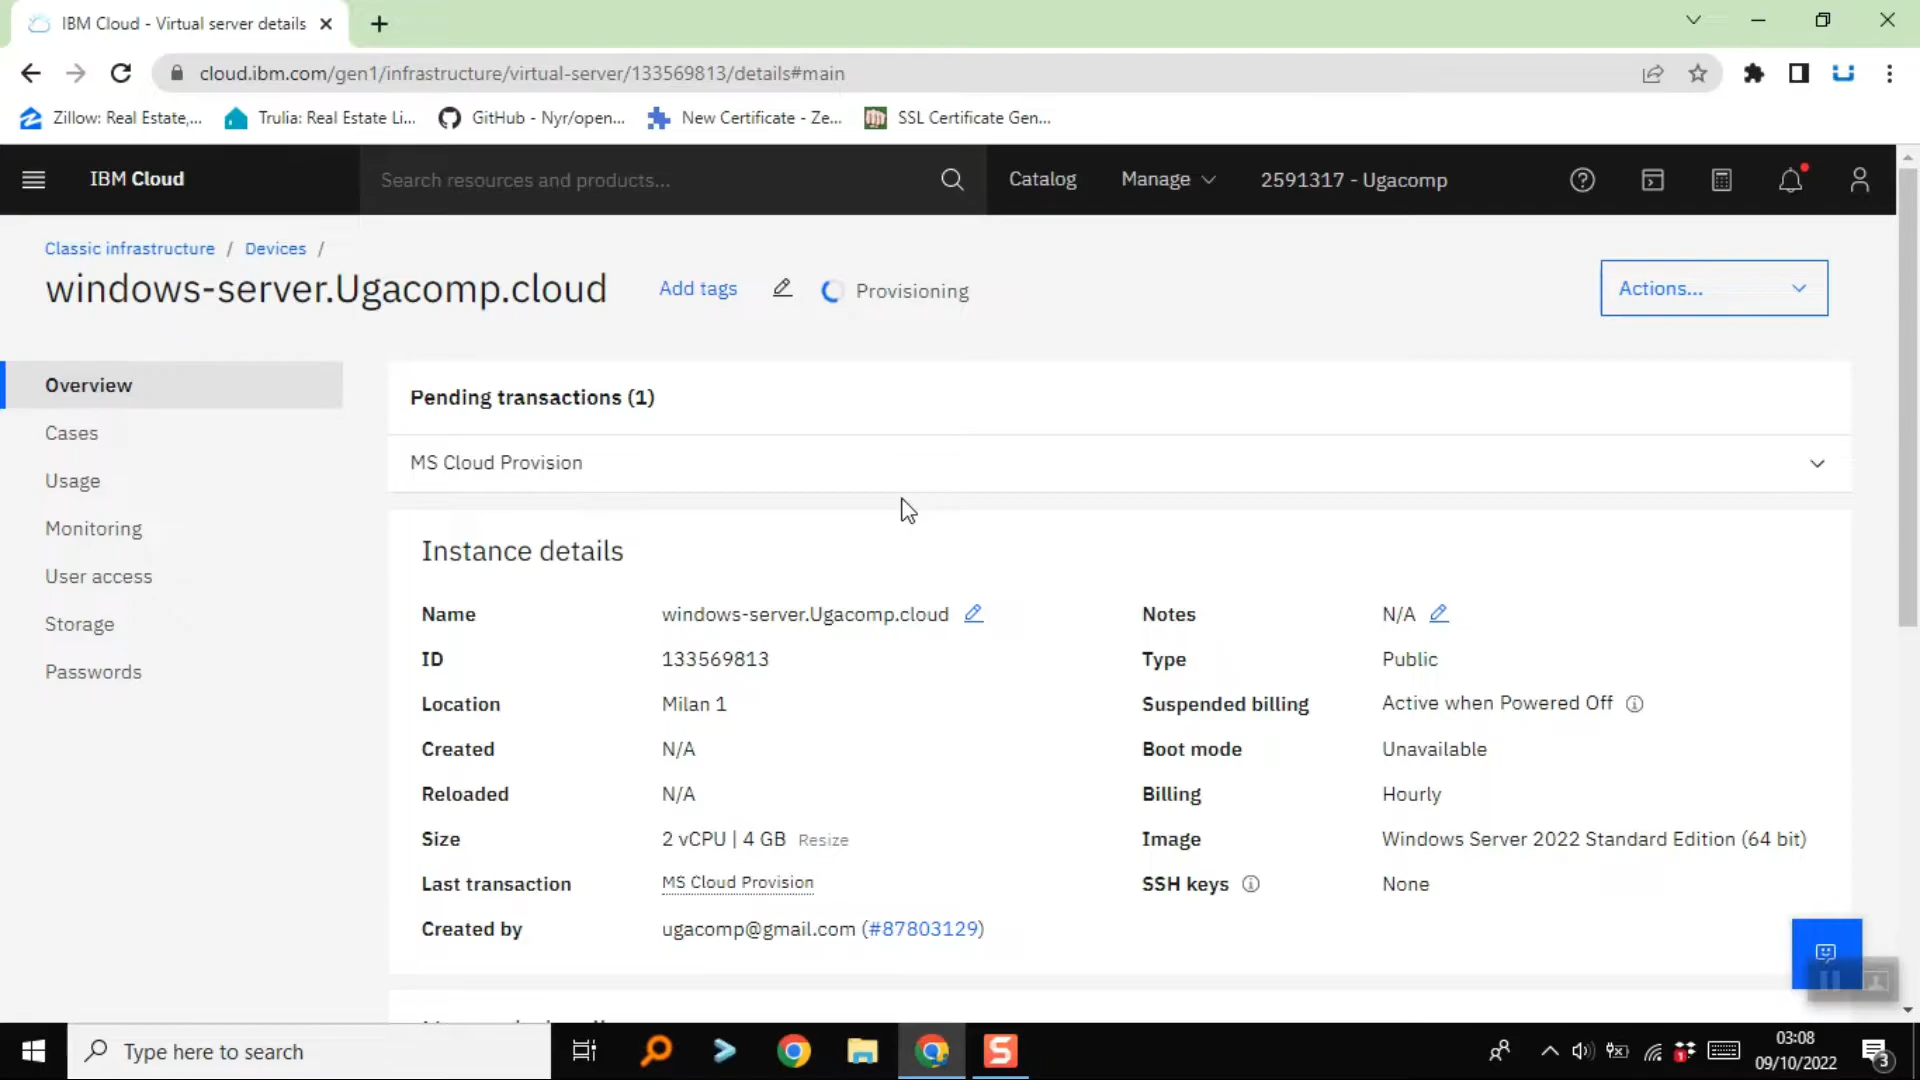 IBM Cloud - Virtual server details
cloud.ibm.com/gen1/infrastructure/virtual-server/133569813/details#main
Zillow: Real Estate,... Trulia: Real Estate Li... GitHub - Nyr/open... New Certificate - Ze... SSL Certificate Gen...
IBM Cloud Search resources and products... Catalog Manage 2591317 - Ugacomp
Classic infrastructure / Devices /
windows-server.Ugacomp.cloud Add tags Provisioning Actions...
Overview
Cases
Usage
Monitoring
User access
Storage
Passwords
Pending transactions (1)
MS Cloud Provision
Instance details
Name windows-server.Ugacomp.cloud
ID 133569813
Location Milan 1
Created N/A
Reloaded N/A
Size 2 vCPU | 4 GB Resize
Last transaction MS Cloud Provision
Created by ugacomp@gmail.com (#87803129)
Notes N/A
Type Public
Suspended billing Active when Powered Off
Boot mode Unavailable
Billing Hourly
Image Windows Server 2022 Standard Edition (64 bit)
SSH keys None
Type here to search
03:08
09/10/2022
3